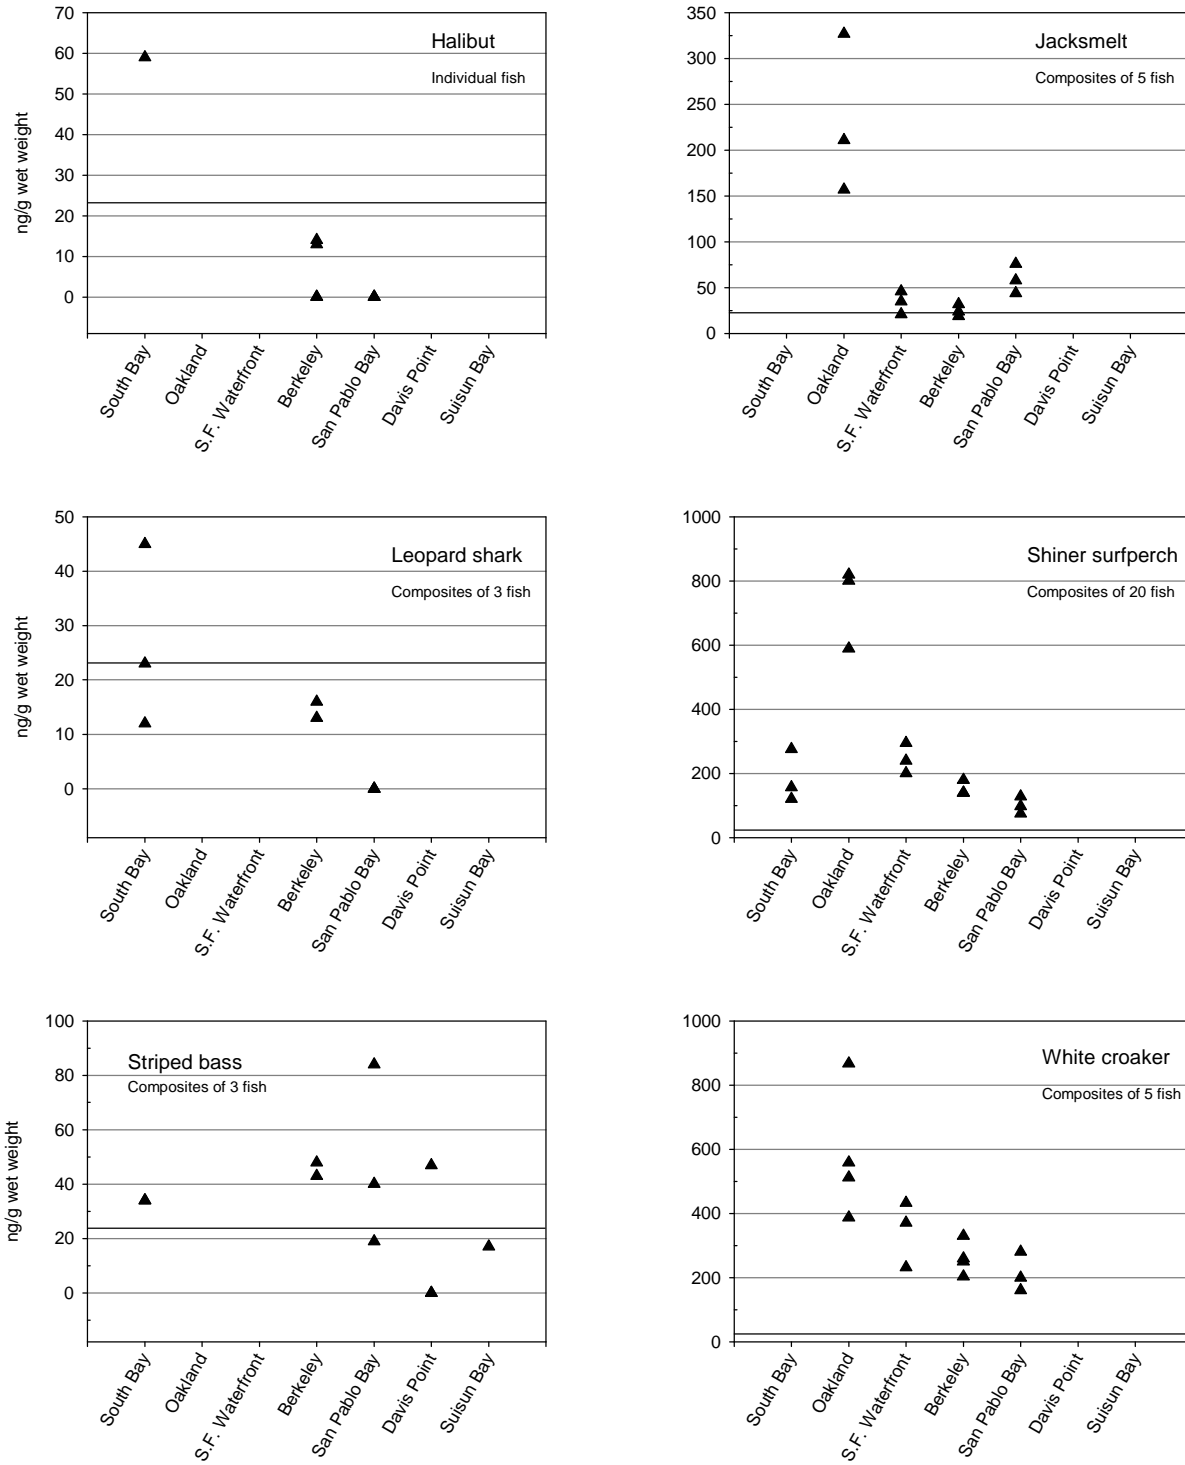 Halibut
Individual fish
ng/g wet weight
70
60
50
40
30
20
10
0
South Bay
Oakland
S.F. Waterfront
Berkeley
San Pablo Bay
Davis Point
Suisun Bay
Jacksmelt
Composites of 5 fish
350
300
250
200
150
100
50
0
South Bay
Oakland
S.F. Waterfront
Berkeley
San Pablo Bay
Davis Point
Suisun Bay
Leopard shark
Composites of 3 fish
ng/g wet weight
50
40
30
20
10
0
South Bay
Oakland
S.F. Waterfront
Berkeley
San Pablo Bay
Davis Point
Suisun Bay
Shiner surfperch
Composites of 20 fish
1000
800
600
400
200
0
South Bay
Oakland
S.F. Waterfront
Berkeley
San Pablo Bay
Davis Point
Suisun Bay
Striped bass
Composites of 3 fish
ng/g wet weight
100
80
60
40
20
0
South Bay
Oakland
S.F. Waterfront
Berkeley
San Pablo Bay
Davis Point
Suisun Bay
White croaker
Composites of 5 fish
1000
800
600
400
200
0
South Bay
Oakland
S.F. Waterfront
Berkeley
San Pablo Bay
Davis Point
Suisun Bay